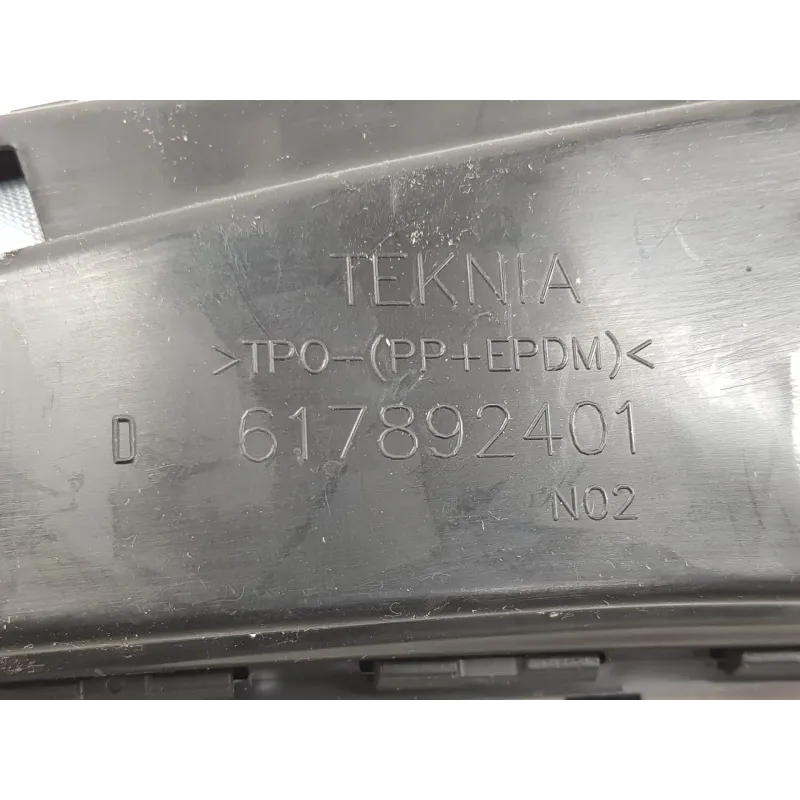 TEKNIA
>TPO-(PP+EPDM)<
D 617892401
N02